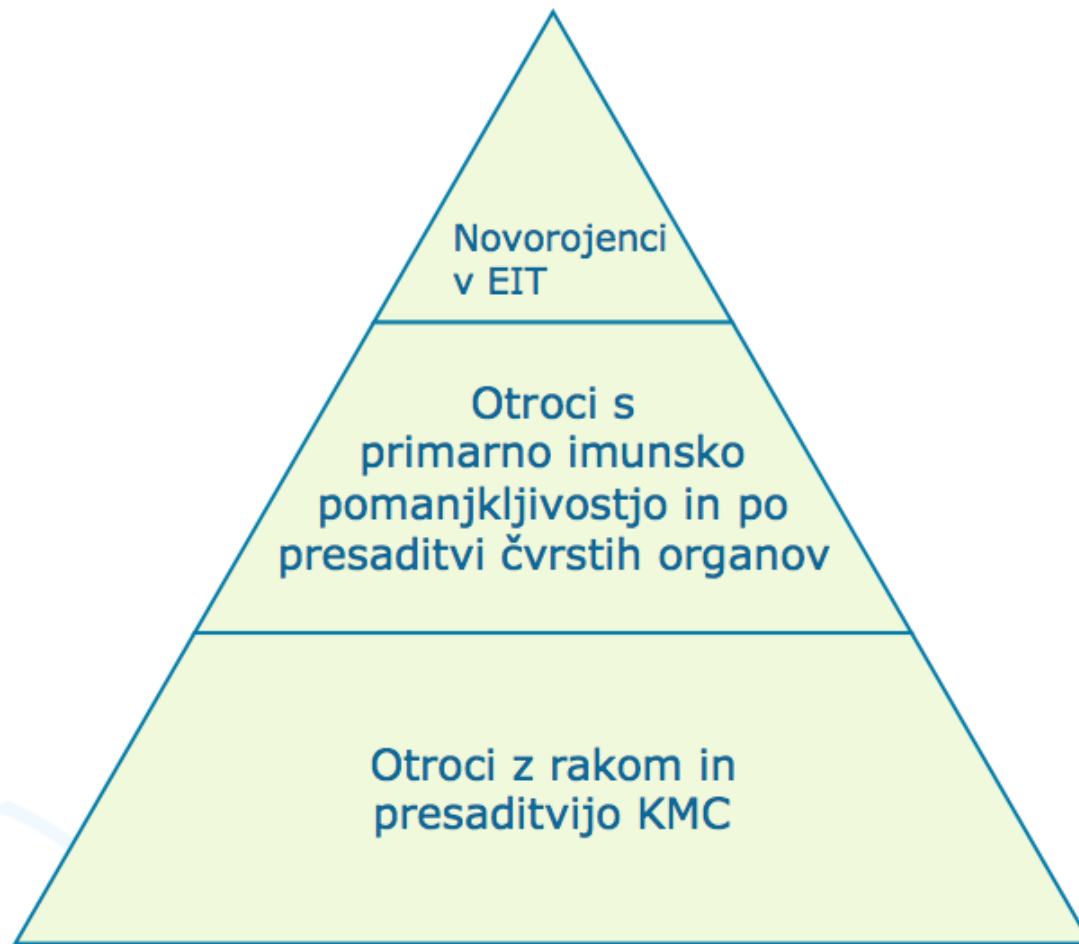 Novorojenci
v EIT
Otroci s
primarno imunsko
pomanjkljivostjo in po
presaditvi čvrstih organov
Otroci z rakom in
presaditvijo KMC